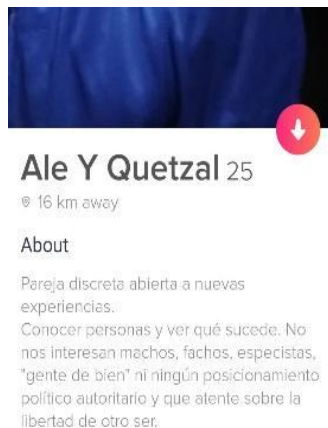 Ale Y Quetzal 25
16 km away
About
Pareja discreta abierta a nuevas
experiencias.
Conocer personas y ver qué sucede. No
nos interesan machos, fachos, especistas,
"gente de bien" ni ningún posicionamiento
político autoritario y que atente sobre la
libertad de otro ser.